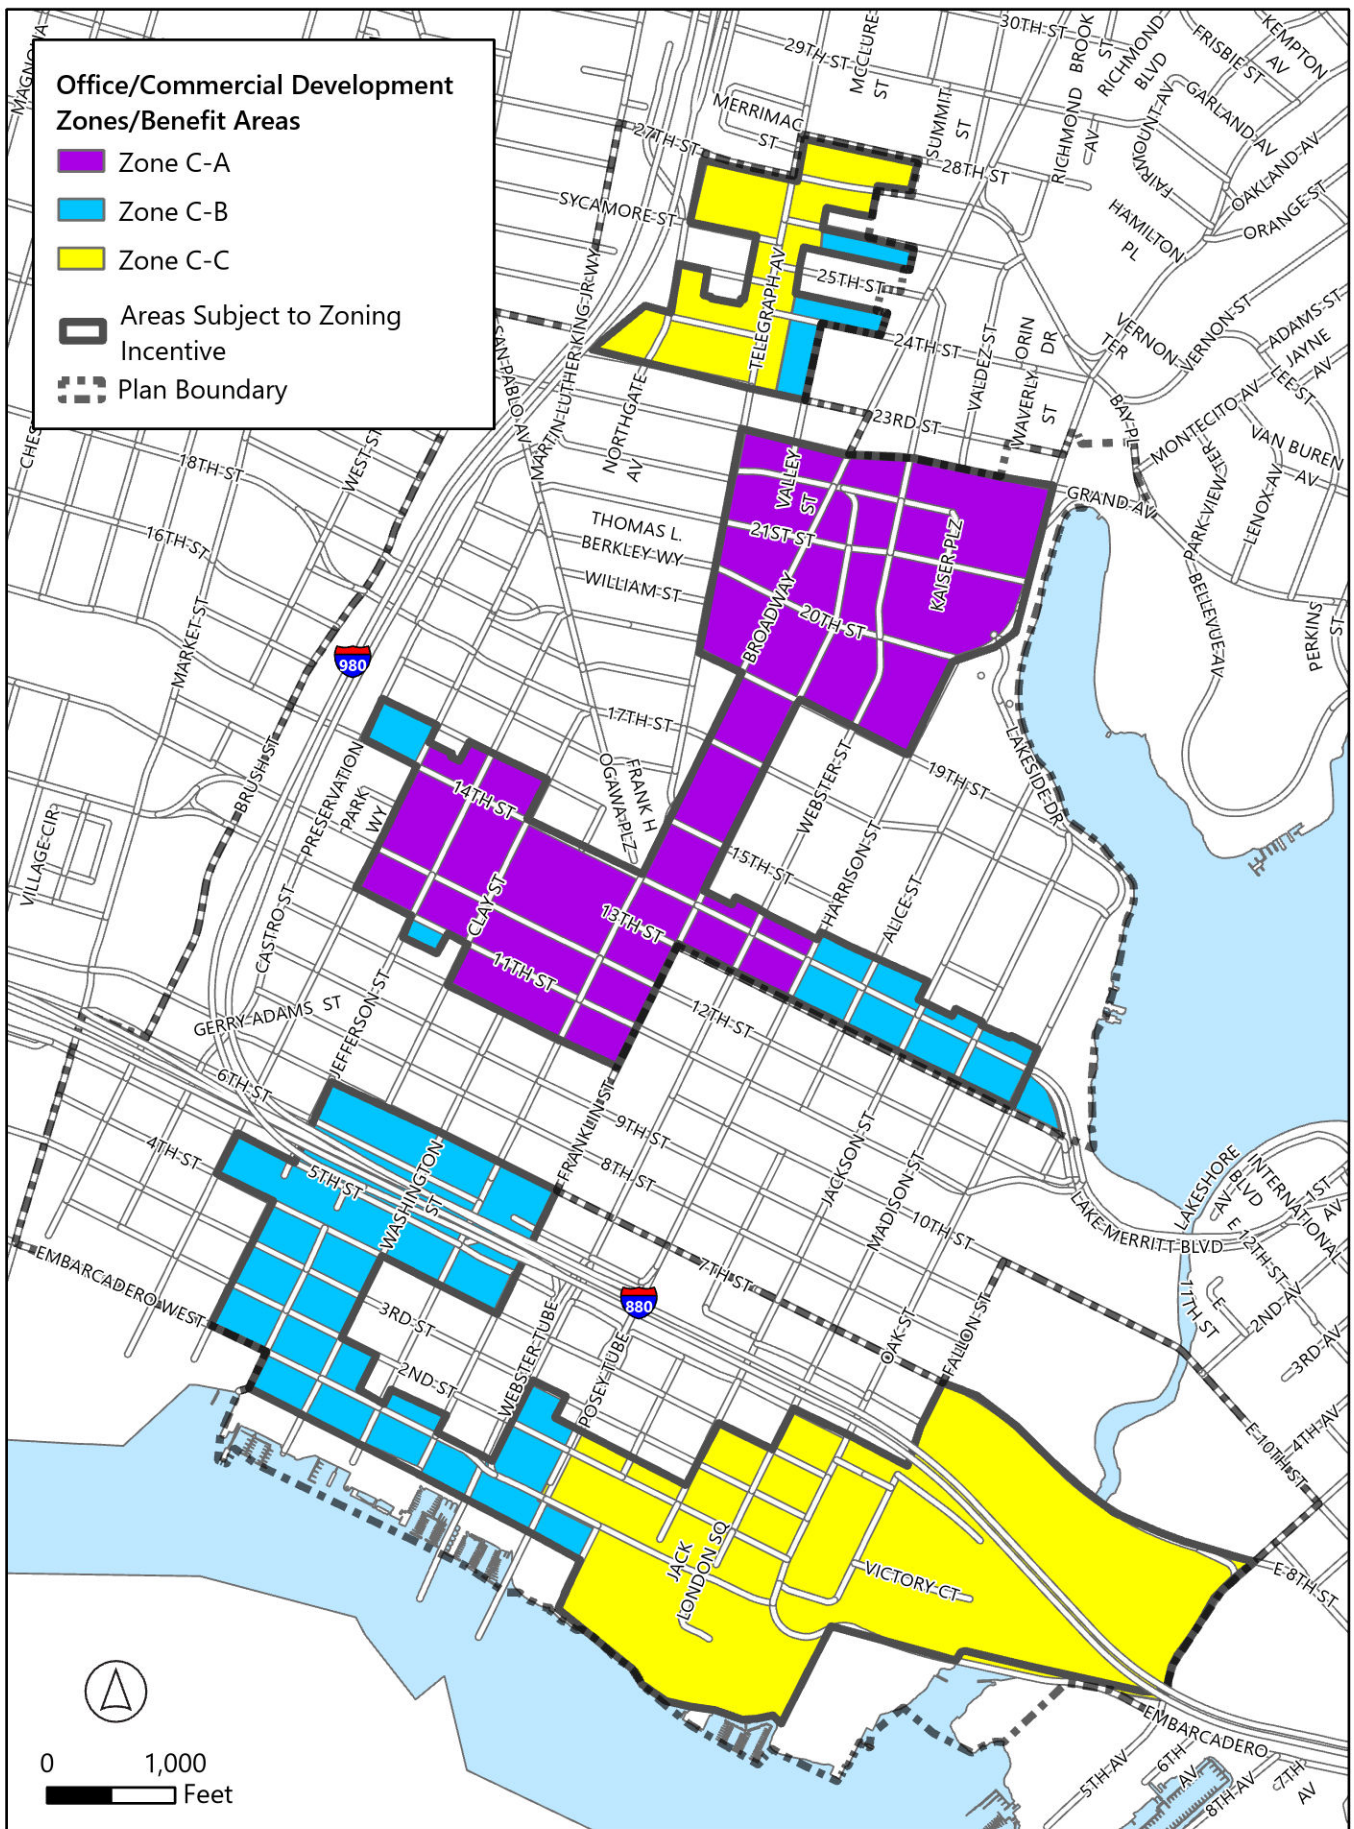 Office/Commercial Development
Zones/Benefit Areas
Zone C-A
Zone C-B
Zone C-C
Areas Subject to Zoning
Incentive
Plan Boundary
30TH ST
29TH ST
MCCLURE
ST
BROOK
ST
RICHMOND
BLVD
FRISBIE ST
KEMPTON
AV
GARLAND AV
MERRIMAC
ST
SUMMIT
ST
RICHMOND
AV
FAIRMOUNT AV
OAKLAND AV
27TH ST
28TH ST
ORANGE ST
SYCAMORE ST
HAMILTON
PL
MAGNOLIA
25TH ST
TELEGRAPH AV
24TH ST
23RD ST
VALDEZ ST
WAVERLY
ST
ORIN
DR
VERNON
TER
VERNON ST
ADAMS ST
JAYNE
AV
LEE ST
BAY PL
MONTECITO AV
VAN BUREN
AV
PARK VIEW TER
LENOX AV
GRAND AV
BELLEVUE AV
PERKINS
ST
SAN PABLO AV
MARTIN LUTHER KING JR WY
NORTHGATE
AV
CHES
18TH ST
WEST ST
16TH ST
MARKET ST
THOMAS L.
BERKLEY WY
WILLIAM ST
VALLEY
ST
21ST ST
KAISER PLZ
BROADWAY
20TH ST
980
17TH ST
FRANK H
OGAWA PLZ
WEBSTER ST
19TH ST
LAKESIDE DR
BRUSH ST
PRESERVATION
PARK
WY
14TH ST
15TH ST
HARRISON ST
ALICE ST
VILLAGE CIR
CLAY ST
13TH ST
CASTRO ST
11TH ST
12TH ST
GERRY ADAMS ST
JEFFERSON ST
6TH ST
FRANKLIN ST
9TH ST
8TH ST
JACKSON ST
MADISON ST
10TH ST
4TH ST
5TH ST
WASHINGTON
ST
LAKE MERRITT BLVD
LAKESHORE
AV
INTERNATIONAL
BLVD
1ST
AV
E 12TH ST
2ND AV
E 11TH ST
3RD AV
EMBARCADERO WEST
7TH ST
880
3RD ST
2ND ST
WEBSTER TUBE
POSEY TUBE
OAK ST
FALLON ST
4TH AV
E 10TH ST
JACK
LONDON SQ
VICTORY CT
E 8TH ST
EMBARCADERO
5TH AV
6TH
AV
7TH
AV
8TH AV
0 1,000
Feet